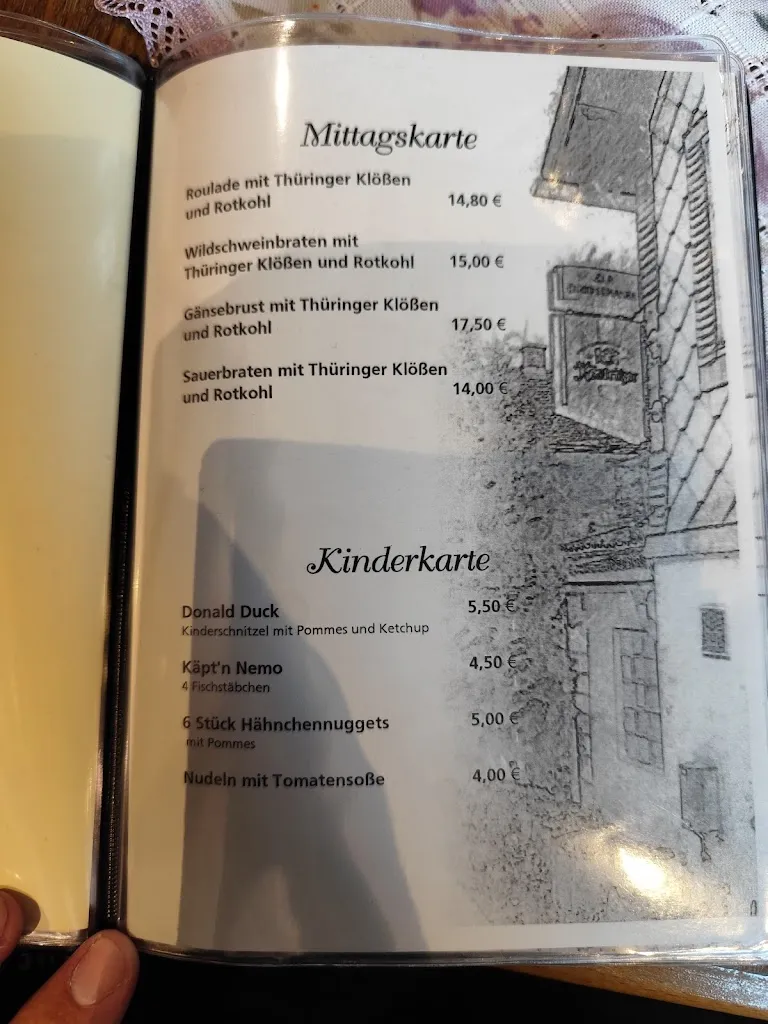 Mittagskarte
Roulade mit Thüringer Klößen
und Rotkohl 14,80 €
Wildschweinbraten mit
Thüringer Klößen und Rotkohl 15,00 €
Gänsebrust mit Thüringer Klößen
und Rotkohl 17,50 €
Sauerbraten mit Thüringer Klößen
und Rotkohl 14,00 €
Kinderkarte
Donald Duck 5,50 €
Kinderschnitzel mit Pommes und Ketchup
Käpt'n Nemo 4,50 €
4 Fischstäbchen
6 Stück Hähnchennuggets 5,00 €
mit Pommes
Nudeln mit Tomatensoße 4,00 €